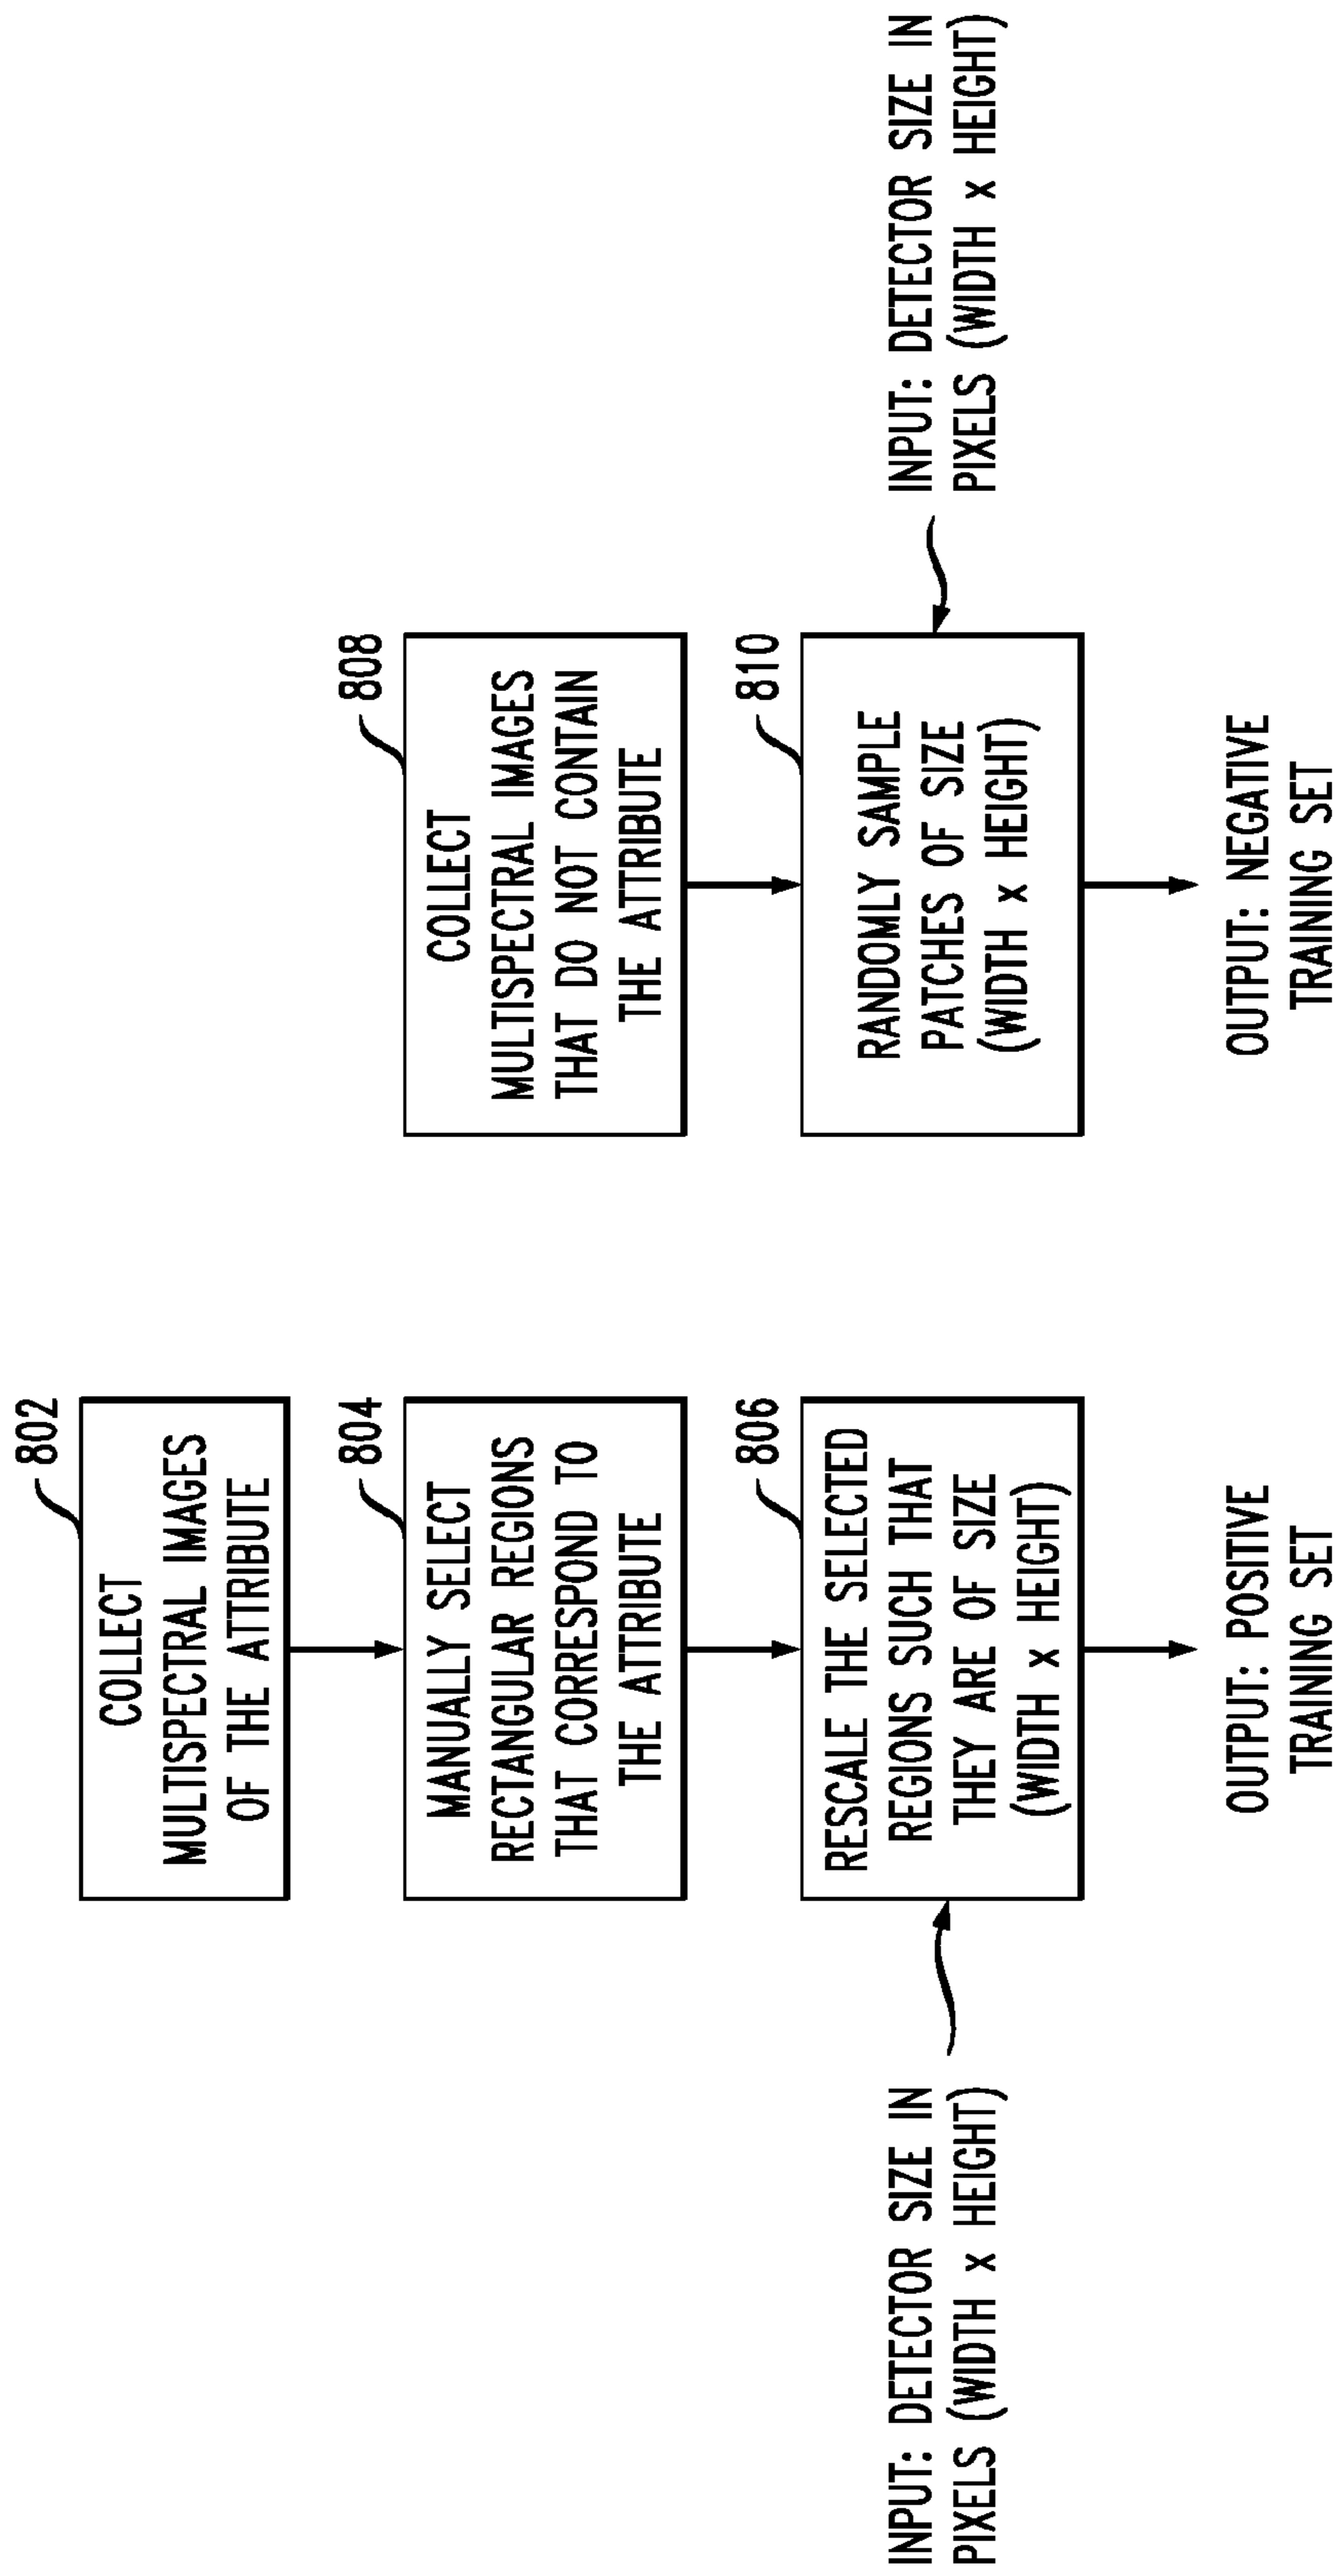 802
COLLECT
MULTISPECTRAL IMAGES
OF THE ATTRIBUTE
804
MANUALLY SELECT
RECTANGULAR REGIONS
THAT CORRESPOND TO
THE ATTRIBUTE
INPUT: DETECTOR SIZE IN
PIXELS (WIDTH x HEIGHT)
806
RESCALE THE SELECTED
REGIONS SUCH THAT
THEY ARE OF SIZE
(WIDTH x HEIGHT)
OUTPUT: POSITIVE
TRAINING SET
808
COLLECT
MULTISPECTRAL IMAGES
THAT DO NOT CONTAIN
THE ATTRIBUTE
810
RANDOMLY SAMPLE
PATCHES OF SIZE
(WIDTH x HEIGHT)
INPUT: DETECTOR SIZE IN
PIXELS (WIDTH x HEIGHT)
OUTPUT: NEGATIVE
TRAINING SET